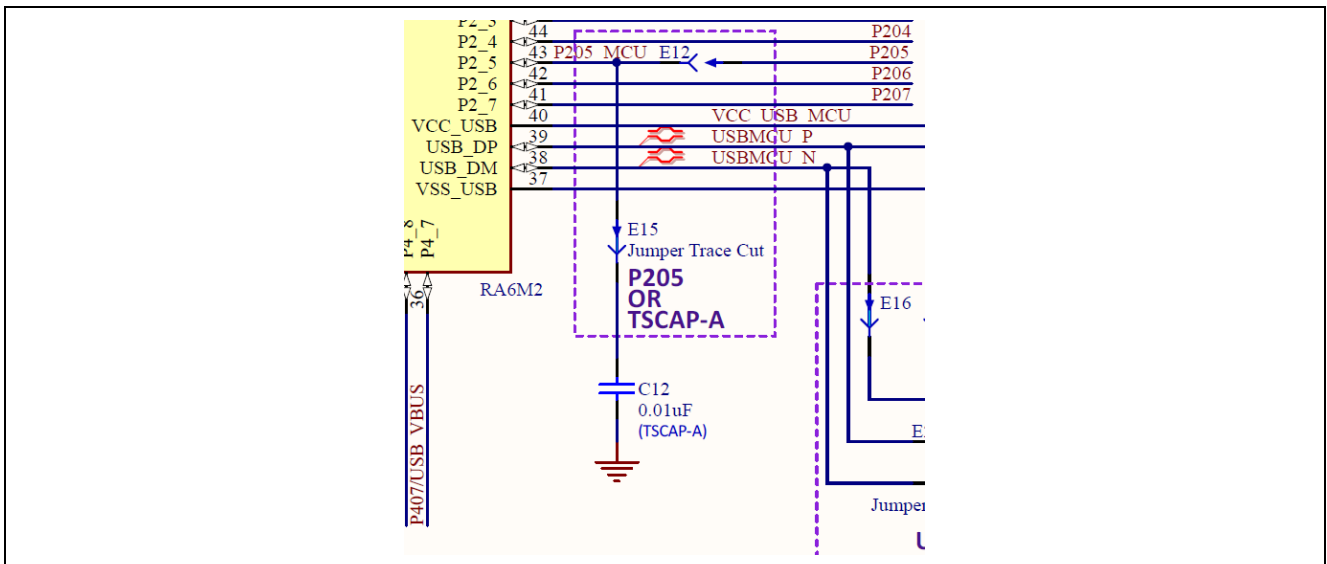 P2_3
44
P204
P2_4
43 P205_MCU E12 P205
P2_5
42
P206
P2_6
41
P207
P2_7
40
VCC_USB_MCU
VCC_USB
39
USBMCU_P
USB_DP
38
USBMCU_N
USB_DM
37
VSS_USB
P4_8
P4_7
E15
Jumper Trace Cut
P205
OR
TSCAP-A
RA6M2
36
E16
C12
0.01uF
(TSCAP-A)
P407/USB_VBUS
Jumper